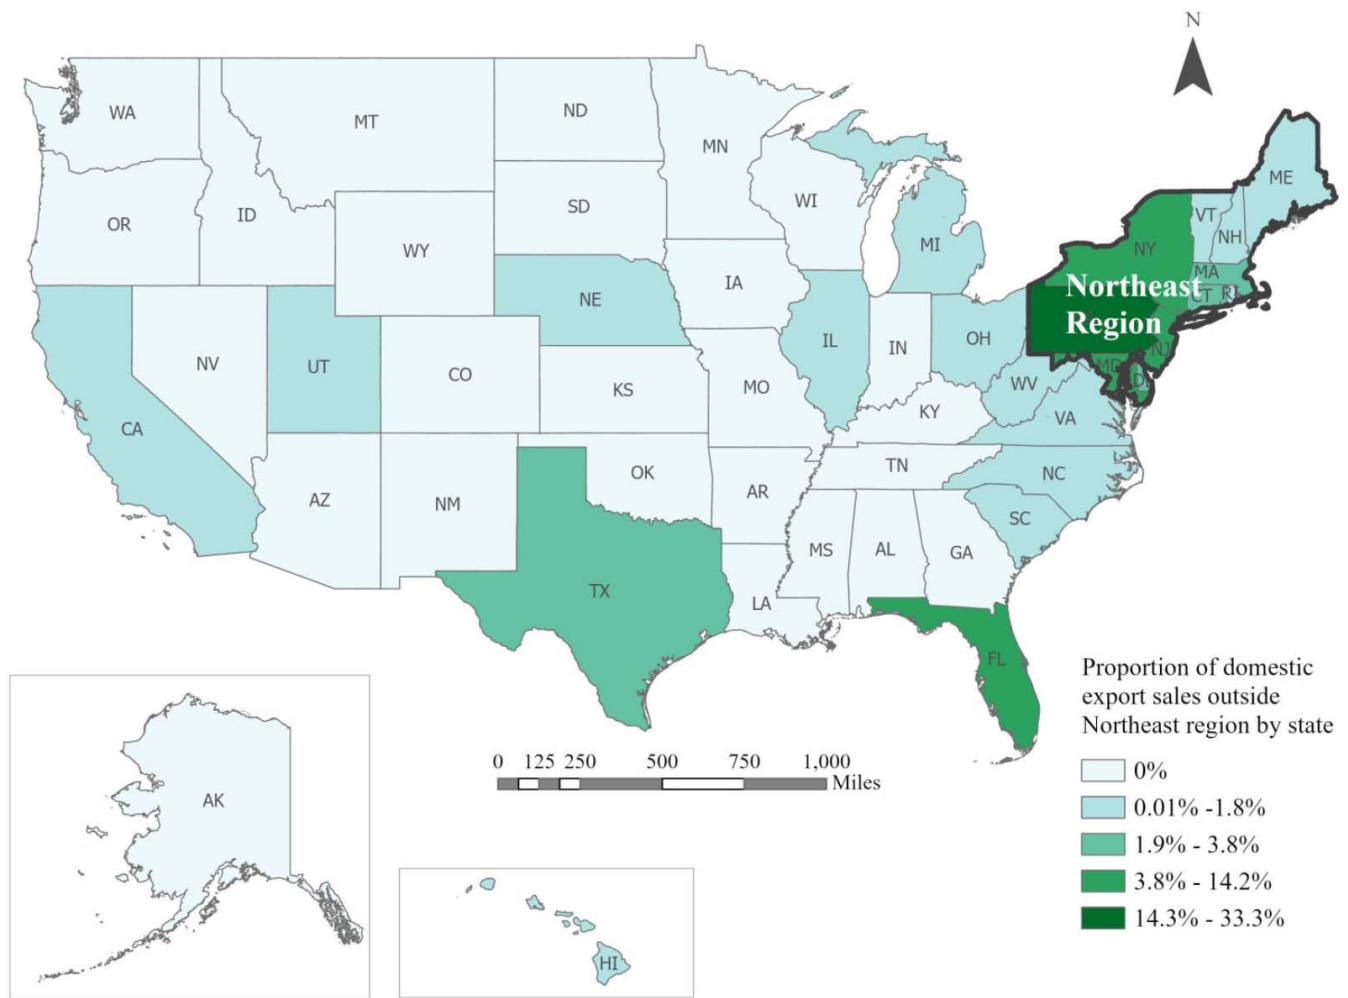 N
WA
MT
ND
MN
ME
OR
ID
SD
WI
VT
NH
WY
MI
NY
MA
NE
IA
Northeast
CT
RI
Region
NV
UT
CO
IL
IN
OH
NJ
KS
MO
WV
MD
CA
KY
VA
OK
TN
NC
AZ
NM
AR
SC
MS
AL
GA
TX
LA
FL
Proportion of domestic
export sales outside
Northeast region by state
0 125 250 500 750 1,000
Miles
0%
0.01% -1.8%
1.9% - 3.8%
3.8% - 14.2%
14.3% - 33.3%
AK
HI